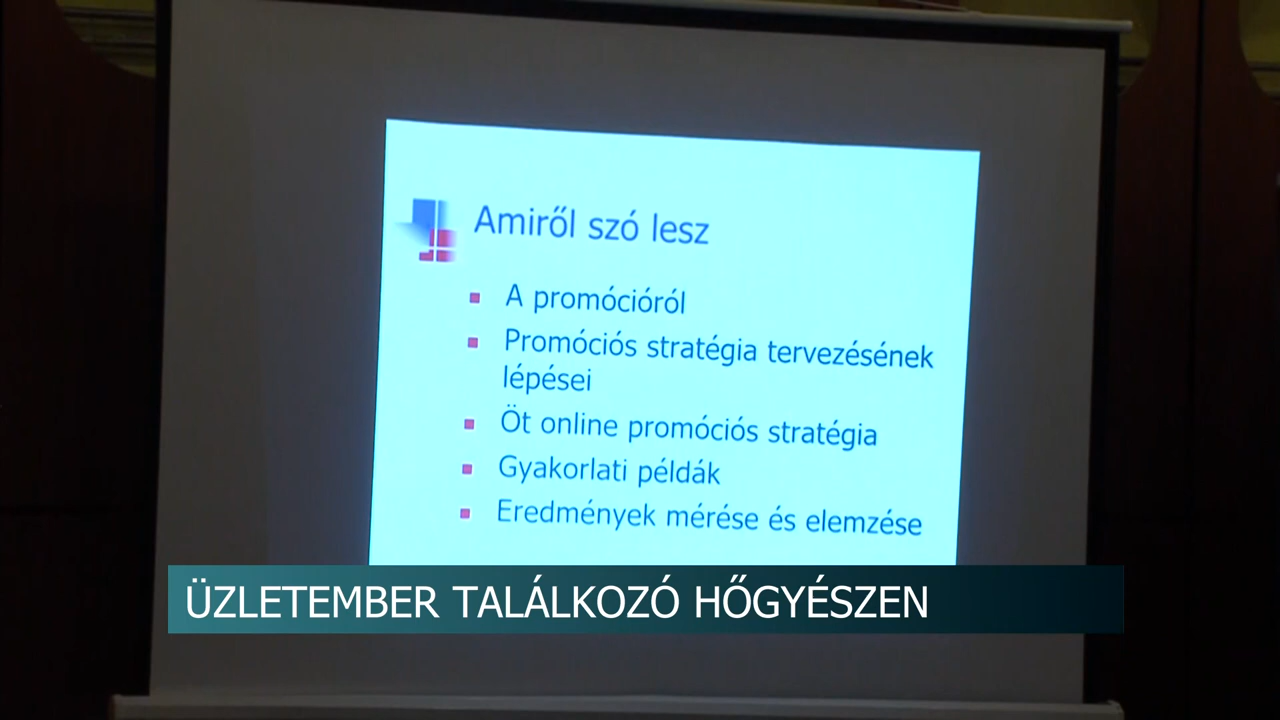 Amiről szó lesz
A promócióról
Promóciós stratégia tervezésének
lépései
Öt online promóciós stratégia
Gyakorlati példák
Eredmények mérése és elemzése
ÜZLETEMBER TALÁLKOZÓ HŐGYÉSZEN